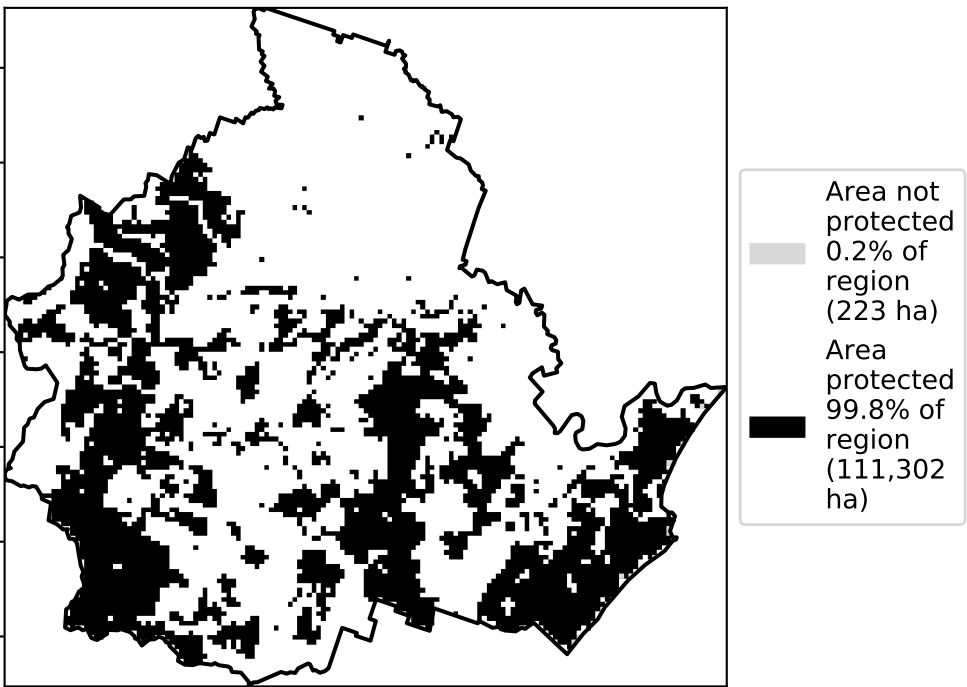 Area not
protected
0.2% of
region
(223 ha)
Area
protected
99.8% of
region
(111,302
ha)